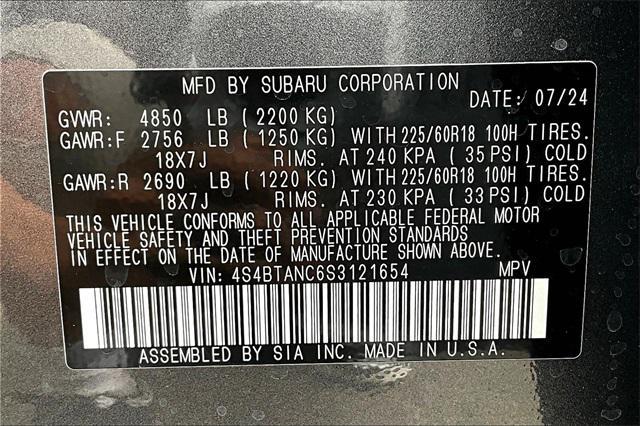 MFD BY SUBARU CORPORATION
DATE: 07/24
GVWR: 4850 LB (2200 KG)
GAWR:F 2756 LB (1250 KG) WITH 225/60R18 100H TIRES.
18X7J RIMS. AT 240 KPA (35 PSI) COLD
GAWR:R 2690 LB (1220 KG) WITH 225/60R18 100H TIRES.
18X7J RIMS. AT 230 KPA (33 PSI) COLD
THIS VEHICLE CONFORMS TO ALL APPLICABLE FEDERAL MOTOR
VEHICLE SAFETY AND THEFT PREVENTION STANDARDS
IN EFFECT ON THE DATE OF MANUFACTURE SHOWN ABOVE.
VIN: 4S4BTANC6S3121654 MPV
ASSEMBLED BY SIA INC. MADE IN U.S.A.